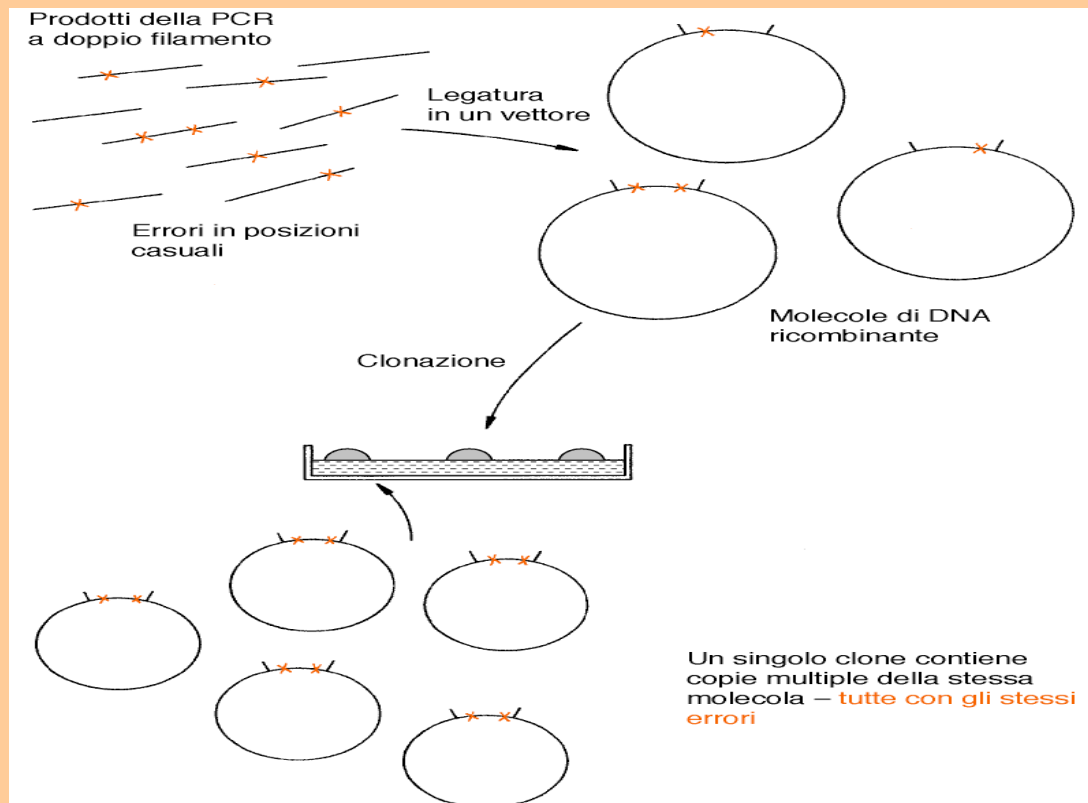 Prodotti della PCR
a doppio filamento
Legatura
in un vettore
Errori in posizioni
casuali
Molecole di DNA
ricombinante
Clonazione
Un singolo clone contiene
copie multiple della stessa
molecola – tutte con gli stessi
errori